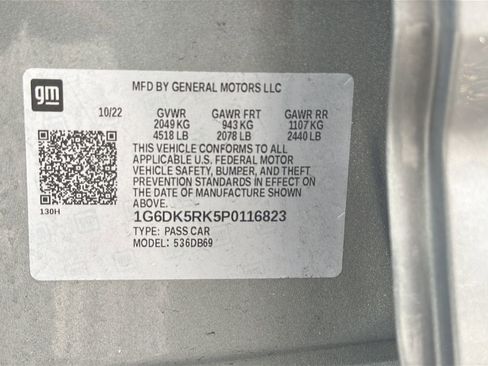 gm
MFD BY GENERAL MOTORS LLC
10/22 GVWR GAWR FRT GAWR RR
2049 KG 943 KG 1107 KG
4518 LB 2078 LB 2440 LB
THIS VEHICLE CONFORMS TO ALL
APPLICABLE U.S. FEDERAL MOTOR
VEHICLE SAFETY, BUMPER, AND THEFT
PREVENTION STANDARDS IN EFFECT ON
THE DATE OF MANUFACTURE SHOWN
ABOVE.
130H
1G6DK5RK5P0116823
TYPE: PASS CAR
MODEL: 536DB69